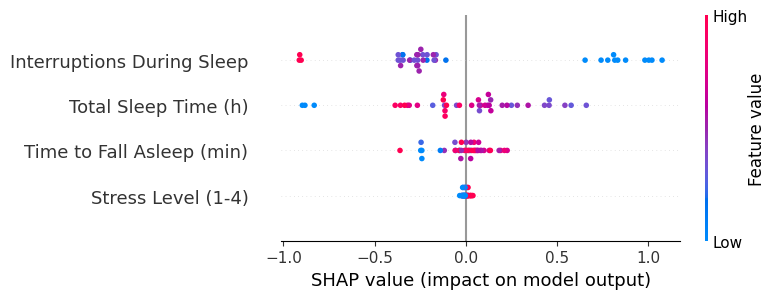 High
Interruptions During Sleep
Total Sleep Time (h)
Time to Fall Asleep (min)
Stress Level (1-4)
Feature value
Low
−1.0 −0.5 0.0 0.5 1.0
SHAP value (impact on model output)